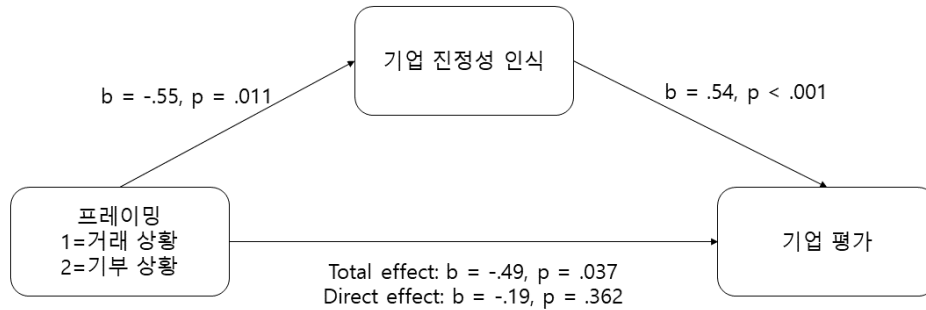 기업 진정성 인식
b = -.55, p = .011
b = .54, p < .001
프레이밍
1=거래 상황
2=기부 상황
기업 평가
Total effect: b = -.49, p = .037
Direct effect: b = -.19, p = .362